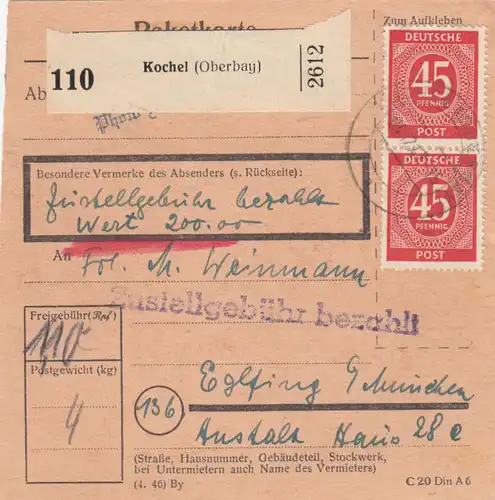 Paketkarte
Zum Aufkleben
110
Kochel (Oberbay)
2612
Ab
DEUTSCHE
45
PFENNIG
POST
DEUTSCHE
45
PFENNIG
POST
Besondere Vermerke des Absenders (s. Rückseite):
Zustellgebühr bezahlt
Wert 200.00
An Frl. M. Weinmann
Zustellgebühr bezahlt
Freigebühr (Rpf)
110
Postgewicht (kg)
4
136
Eglfing b München
Anstalt Haus 28 c
(Straße, Hausnummer, Gebäudeteil, Stockwerk,
bei Untermietern auch Name des Vermieters)
(4. 46) By
C 20 Din A 6